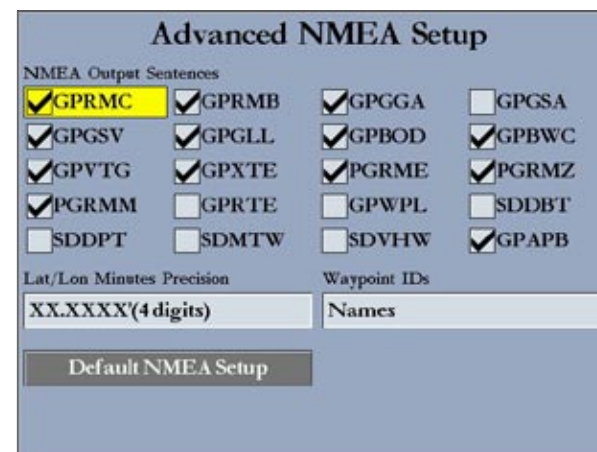 Advanced NMEA Setup
NMEA Output Sentences
GPRMC GPRMB GPGGA GPGSA
GPGSV GPGLL GPBOD GPBWC
GPVTG GPXTE PGRME PGRMZ
PGRMM GPRTE GPWPL SDDBT
SDDPT SDMTW SDVHW GPAPB
Lat/Lon Minutes Precision Waypoint IDs
XX.XXXX'(4 digits) Names
Default NMEA Setup